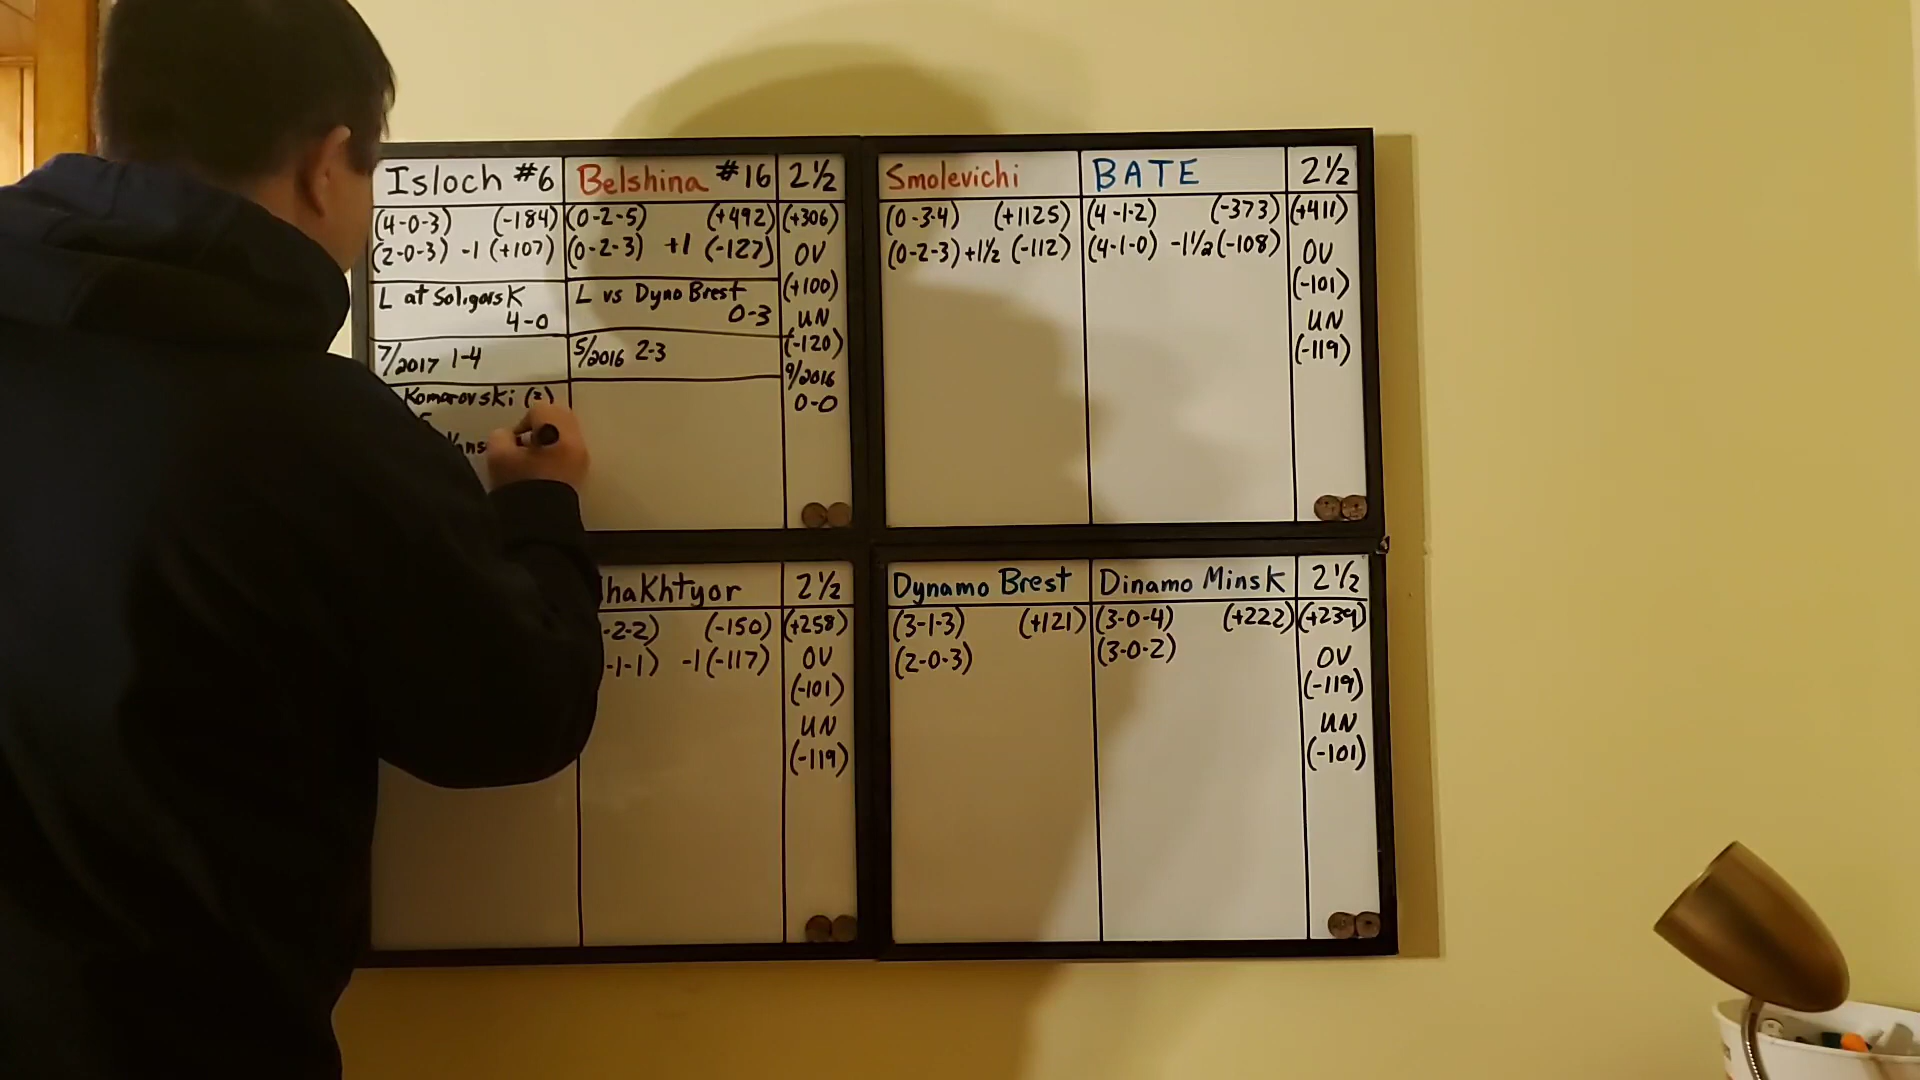 Isloch #6 Belshina #16 2½
(4-0-3) (-184) (0-2-5) (+492) (+306)
(2-0-3) -1 (+107) (0-2-3) +1 (-127) OV
L at Soligorsk L vs Dyno Brest (+100)
4-0 0-3 UN
(-120)
7/2017 1-4 5/2016 2-3 9/2016
Komarovski (2) 0-0
Smolevichi BATE 2½
(0-3-4) (+1125) (4-1-2) (-373) (+411)
(0-2-3) +1½ (-112) (4-1-0) -1½ (-108) OV
(-101)
UN
(-119)
hakhtyor 2½
-2-2) (-150) (+258)
-1-1) -1 (-117) OV
(-101)
UN
(-119)
Dynamo Brest Dinamo Minsk 2½
(3-1-3) (+121) (3-0-4) (+222) (+239)
(2-0-3) (3-0-2) OV
(-119)
UN
(-101)